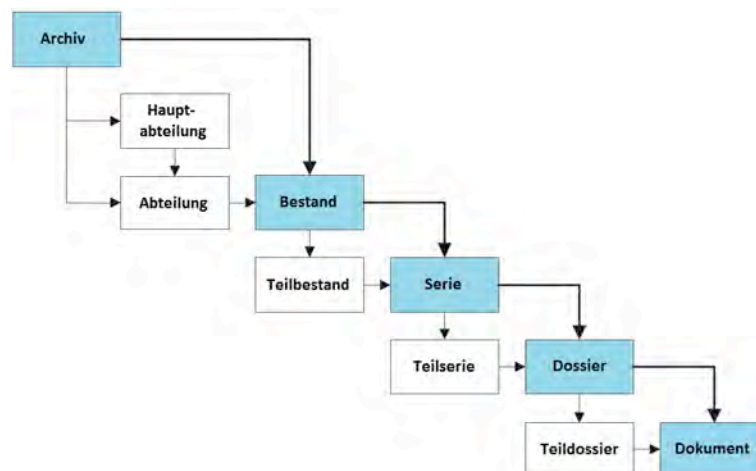 Archiv
Haupt-
abteilung
Abteilung
Bestand
Teilbestand
Serie
Teilserie
Dossier
Teildossier
Dokument